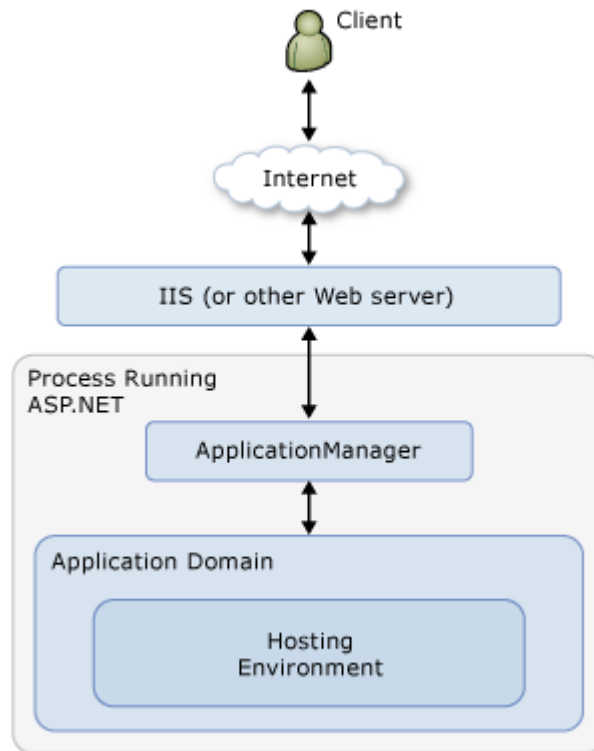 Client
Internet
IIS (or other Web server)
Process Running
ASP.NET
ApplicationManager
Application Domain
Hosting
Environment